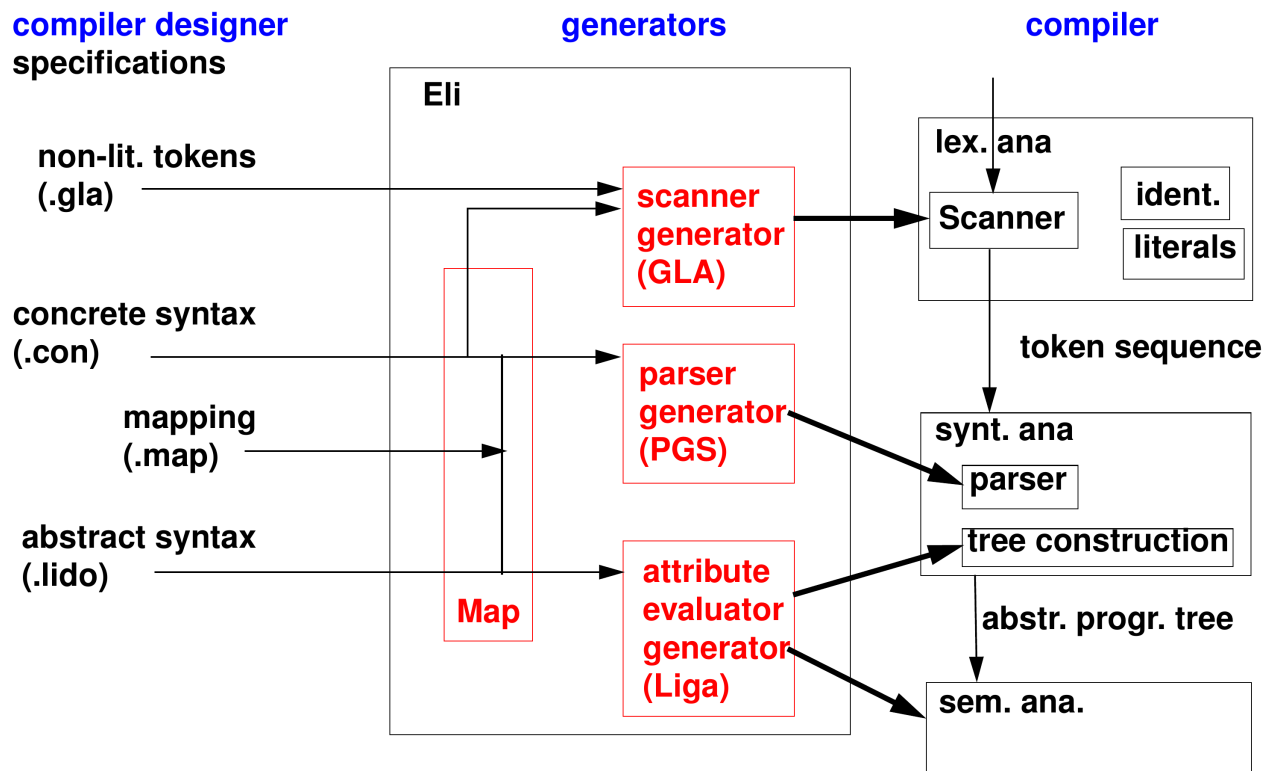 compiler designer
specifications
generators
compiler
Eli
non-lit. tokens
(.gla)
scanner
generator
(GLA)
lex. ana
Scanner
ident.
literals
concrete syntax
(.con)
token sequence
parser
generator
(PGS)
mapping
(.map)
synt. ana
parser
tree construction
abstract syntax
(.lido)
Map
attribute
evaluator
generator
(Liga)
abstr. progr. tree
sem. ana.